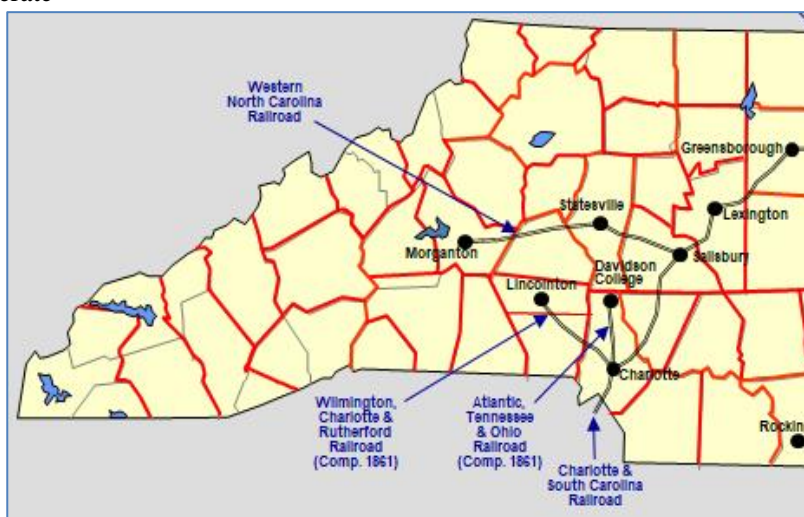 Western
North Carolina
Railroad
Greensborough
Statesville
Lexington
Morganton
Salisbury
Davidson
College
Lincolnton
Charlotte
Wilmington,
Charlotte &
Rutherford
Railroad
(Comp. 1861)
Atlantic,
Tennessee
& Ohio
Railroad
(Comp. 1861)
Rockin
Charlotte &
South Carolina
Railroad